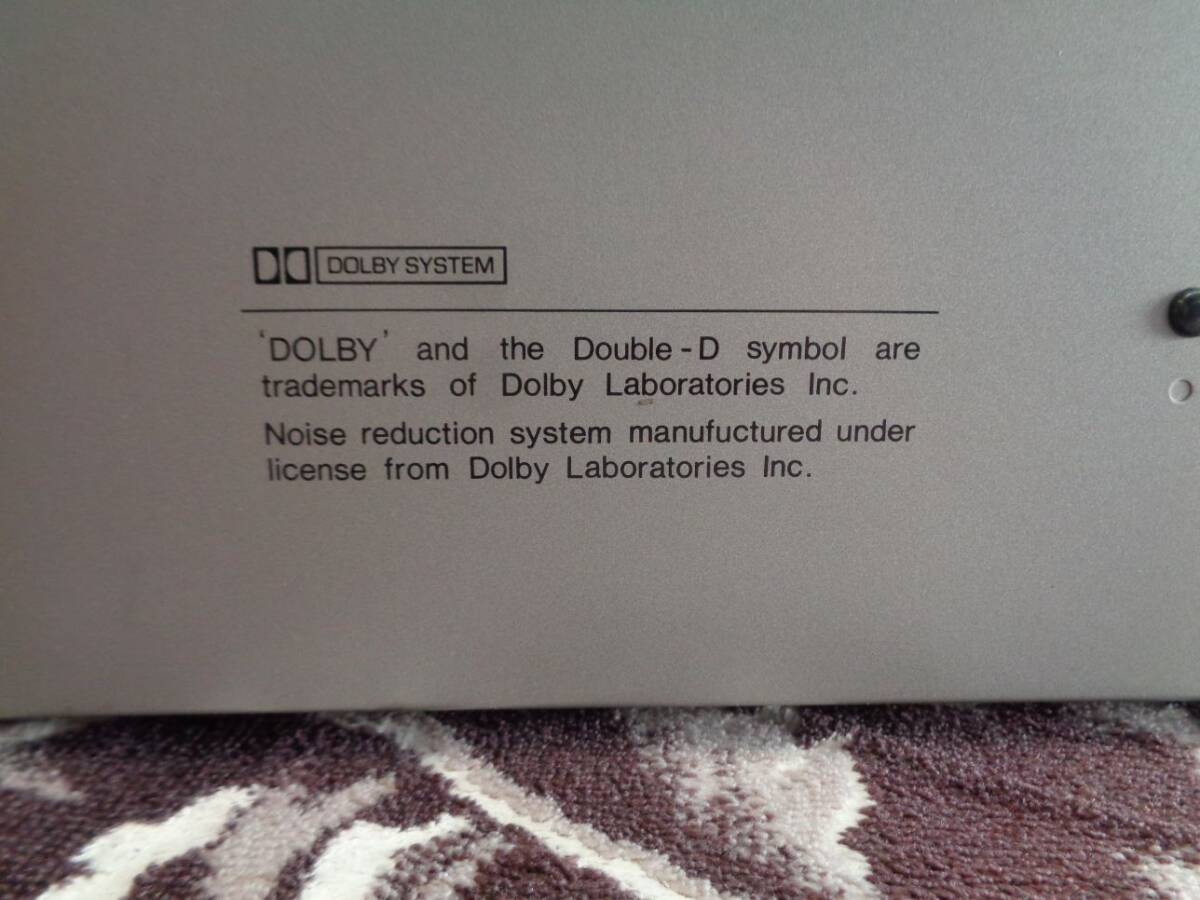 DOLBY SYSTEM
'DOLBY' and the Double-D symbol are
trademarks of Dolby Laboratories Inc.
Noise reduction system manufuctured under
license from Dolby Laboratories Inc.